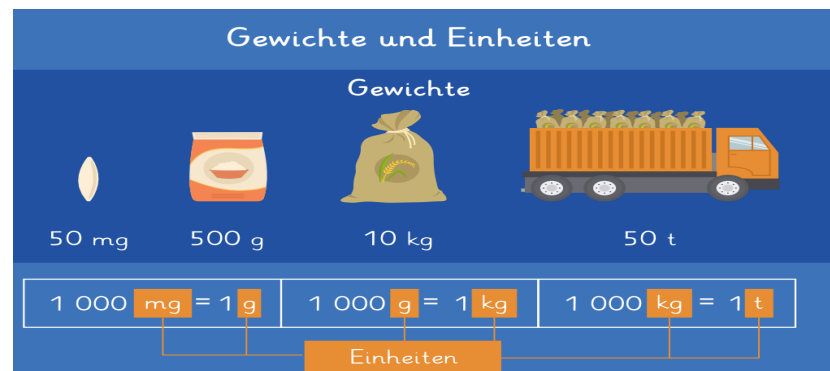 Gewichte und Einheiten
Gewichte
50 mg 500 g 10 kg 50 t
1 000 mg = 1 g 1 000 g = 1 kg 1 000 kg = 1 t
Einheiten